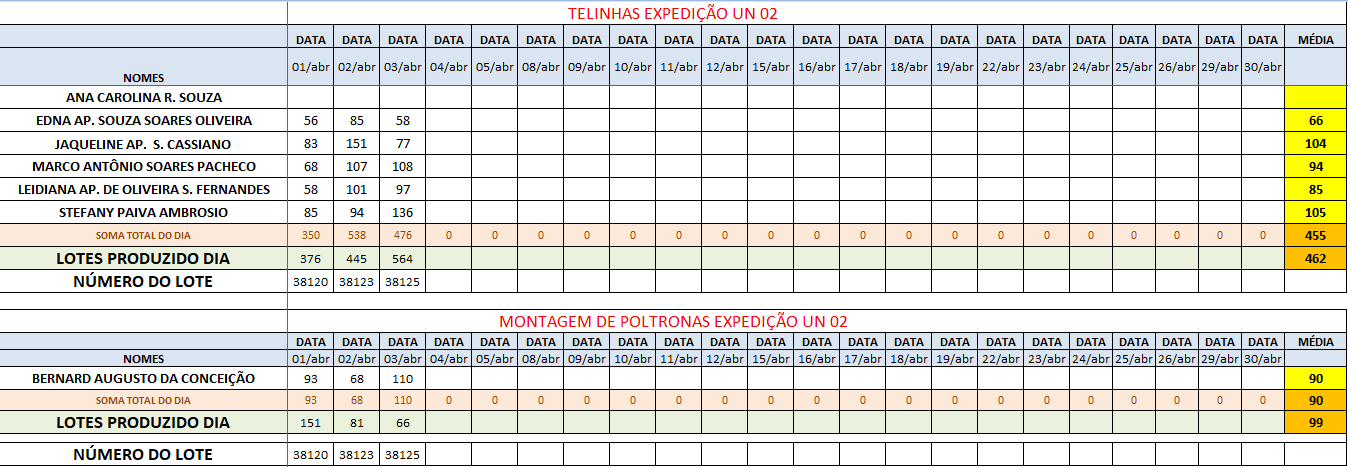 TELINHAS EXPEDIÇÃO UN 02
DATA DATA DATA DATA DATA DATA DATA DATA DATA DATA DATA DATA DATA DATA DATA DATA DATA DATA DATA DATA DATA DATA MÉDIA
NOMES 01/abr 02/abr 03/abr 04/abr 05/abr 08/abr 09/abr 10/abr 11/abr 12/abr 15/abr 16/abr 17/abr 18/abr 19/abr 22/abr 23/abr 24/abr 25/abr 26/abr 29/abr 30/abr
ANA CAROLINA R. SOUZA
EDNA AP. SOUZA SOARES OLIVEIRA 56 85 58 66
JAQUELINE AP. S. CASSIANO 83 151 77 104
MARCO ANTÔNIO SOARES PACHECO 68 107 108 94
LEIDIANA AP. DE OLIVEIRA S. FERNANDES 58 101 97 85
STEFANY PAIVA AMBROSIO 85 94 136 105
SOMA TOTAL DO DIA 350 538 476 0 0 0 0 0 0 0 0 0 0 0 0 0 0 0 0 0 0 0 455
LOTES PRODUZIDO DIA 376 445 564 462
NÚMERO DO LOTE 38120 38123 38125
MONTAGEM DE POLTRONAS EXPEDIÇÃO UN 02
DATA DATA DATA DATA DATA DATA DATA DATA DATA DATA DATA DATA DATA DATA DATA DATA DATA DATA DATA DATA DATA DATA MÉDIA
NOMES 01/abr 02/abr 03/abr 04/abr 05/abr 08/abr 09/abr 10/abr 11/abr 12/abr 15/abr 16/abr 17/abr 18/abr 19/abr 22/abr 23/abr 24/abr 25/abr 26/abr 29/abr 30/abr
BERNARD AUGUSTO DA CONCEIÇÃO 93 68 110 90
SOMA TOTAL DO DIA 93 68 110 0 0 0 0 0 0 0 0 0 0 0 0 0 0 0 0 0 0 0 90
LOTES PRODUZIDO DIA 151 81 66 99
NÚMERO DO LOTE 38120 38123 38125